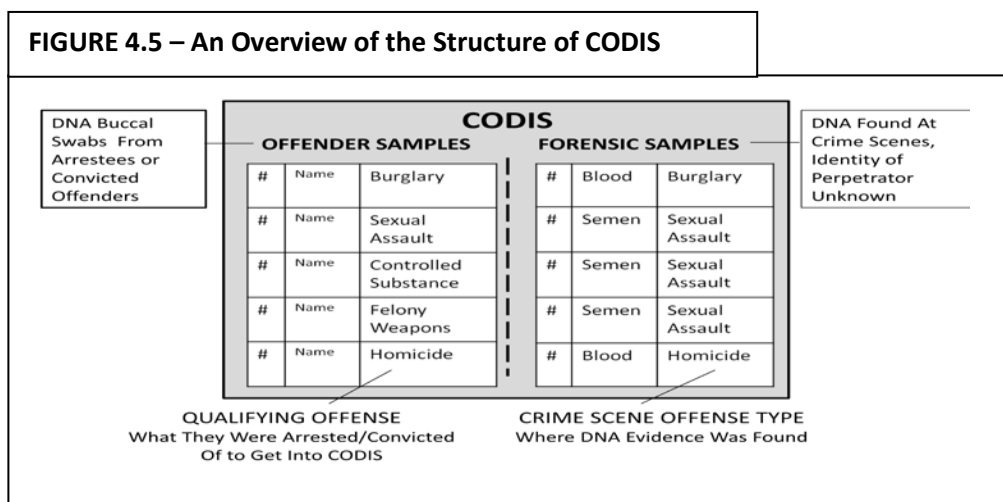 FIGURE 4.5 – An Overview of the Structure of CODIS
DNA Buccal
Swabs From
Arrestees or
Convicted
Offenders
CODIS
OFFENDER SAMPLES
# Name Burglary
# Name Sexual
Assault
# Name Controlled
Substance
# Name Felony
Weapons
# Name Homicide
FORENSIC SAMPLES
# Blood Burglary
# Semen Sexual
Assault
# Semen Sexual
Assault
# Semen Sexual
Assault
# Blood Homicide
DNA Found At
Crime Scenes,
Identity of
Perpetrator
Unknown
QUALIFYING OFFENSE
What They Were Arrested/Convicted
Of to Get Into CODIS
CRIME SCENE OFFENSE TYPE
Where DNA Evidence Was Found